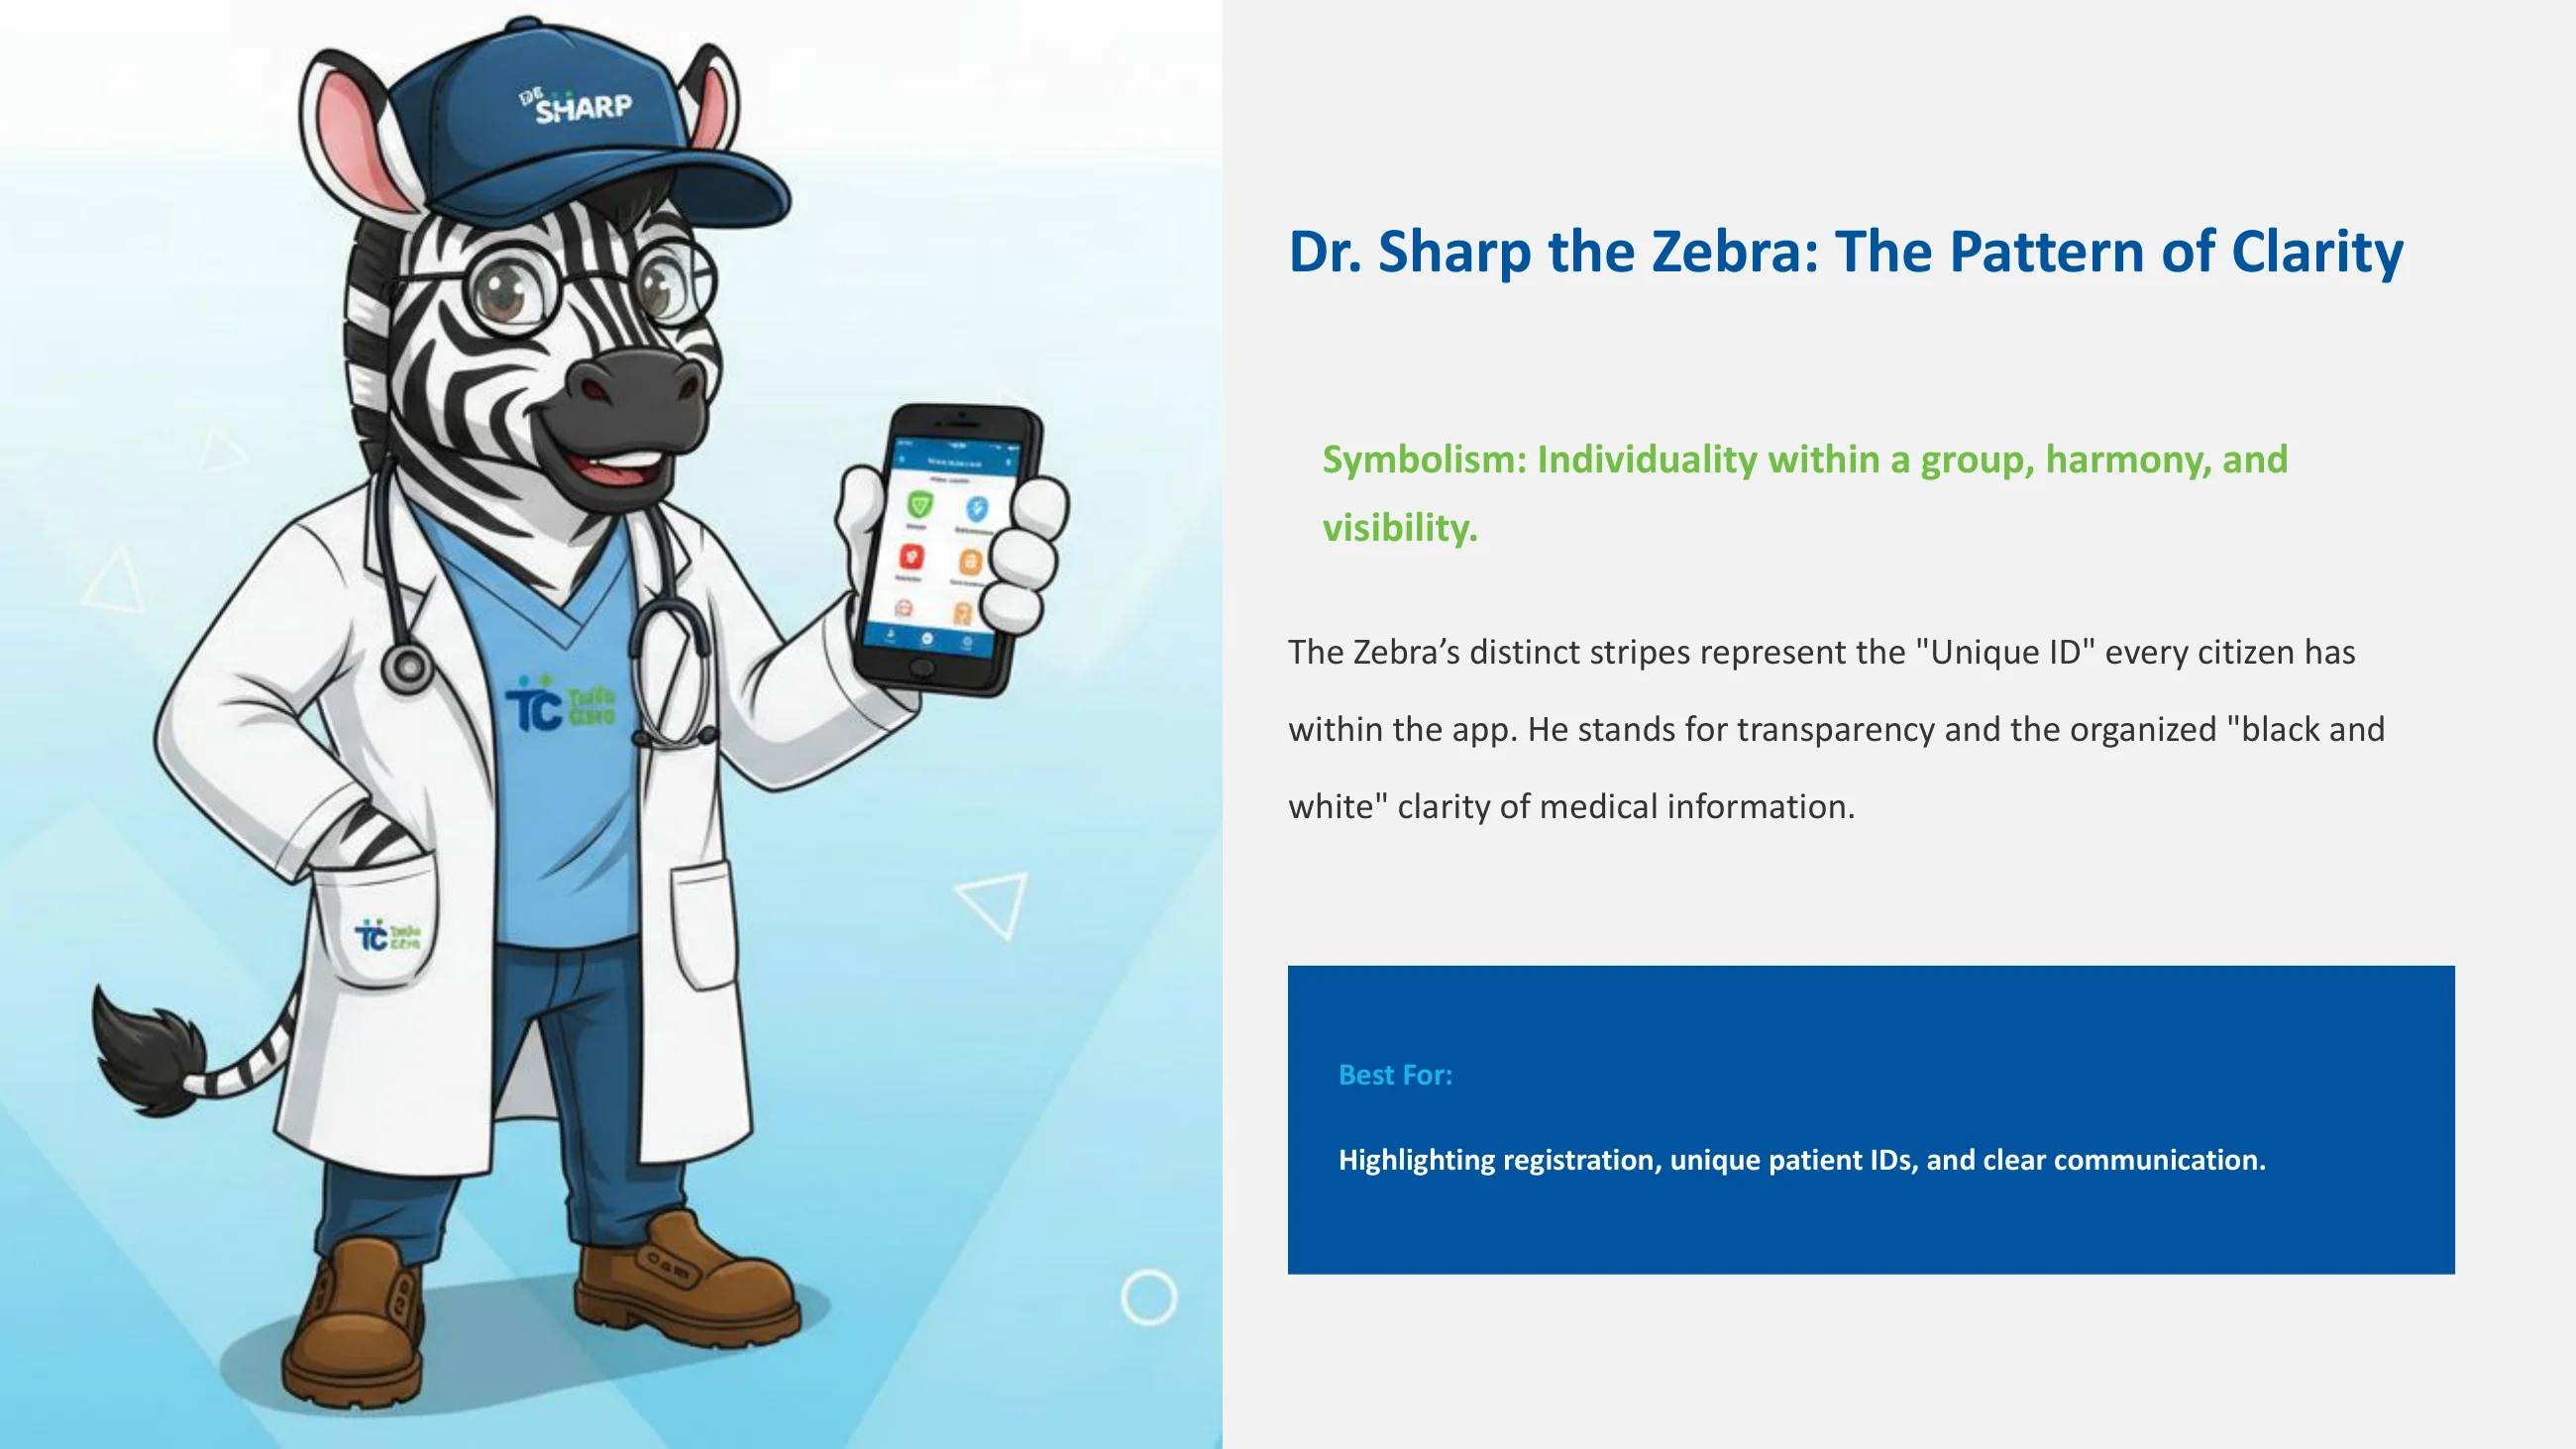 DR
SHARP
Dr. Sharp the Zebra: The Pattern of Clarity
Symbolism: Individuality within a group, harmony, and
visibility.
The Zebra’s distinct stripes represent the "Unique ID" every citizen has
within the app. He stands for transparency and the organized "black and
white" clarity of medical information.
TC
TC
Best For:
Highlighting registration, unique patient IDs, and clear communication.